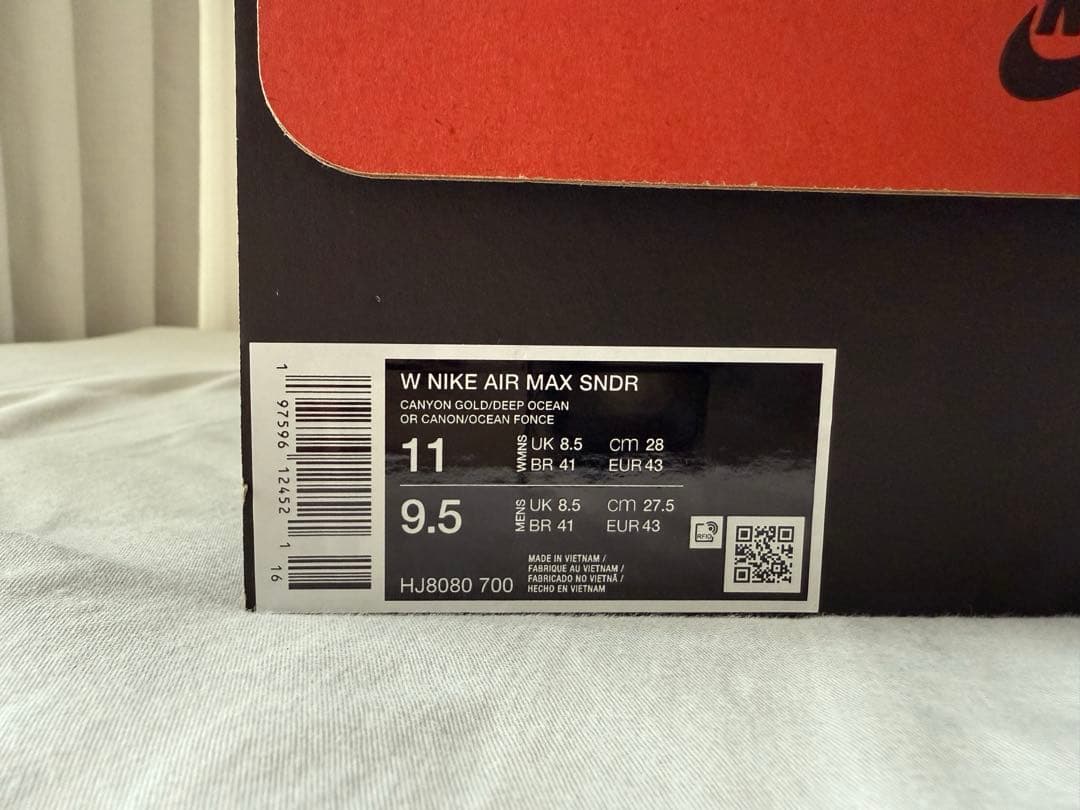 W NIKE AIR MAX SNDR
CANYON GOLD/DEEP OCEAN
OR CANON/OCEAN FONCE
11 WMNS UK 8.5 cm 28
BR 41 EUR 43
9.5 MENS UK 8.5 cm 27.5
BR 41 EUR 43
RFID
MADE IN VIETNAM /
FABRIQUE AU VIETNAM /
FABRICADO NO VIETNÃ /
HECHO EN VIETNAM
HJ8080 700
1 97596 12452 1 16